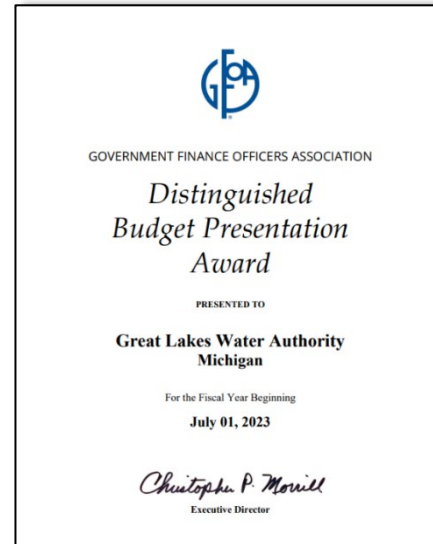 GFOA
GOVERNMENT FINANCE OFFICERS ASSOCIATION
Distinguished
Budget Presentation
Award
PRESENTED TO
Great Lakes Water Authority
Michigan
For the Fiscal Year Beginning
July 01, 2023
Christopher P. Morrill
Executive Director